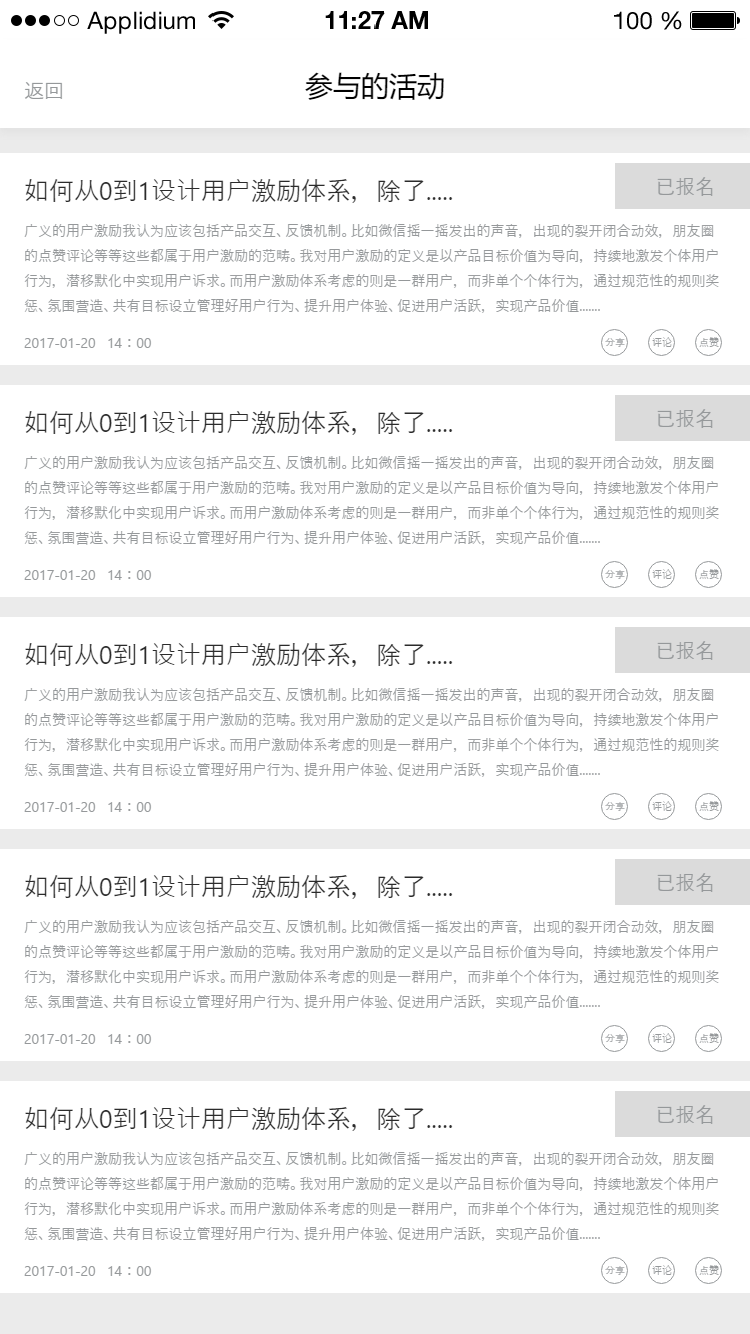 Applidium 11:27 AM 100 %
返回 参与的活动
如何从0到1设计用户激励体系，除了.....
已报名
广义的用户激励我认为应该包括产品交互、反馈机制。比如微信摇一摇发出的声音，出现的裂开闭合动效，朋友圈
的点赞评论等等这些都属于用户激励的范畴。我对用户激励的定义是以产品目标价值为导向，持续地激发个体用户
行为，潜移默化中实现用户诉求。而用户激励体系考虑的则是一群用户，而非单个个体行为，通过规范性的规则奖
惩、氛围营造、共有目标设立管理好用户行为、提升用户体验、促进用户活跃，实现产品价值.......
2017-01-20 14：00 分享 评论 点赞
如何从0到1设计用户激励体系，除了.....
已报名
广义的用户激励我认为应该包括产品交互、反馈机制。比如微信摇一摇发出的声音，出现的裂开闭合动效，朋友圈
的点赞评论等等这些都属于用户激励的范畴。我对用户激励的定义是以产品目标价值为导向，持续地激发个体用户
行为，潜移默化中实现用户诉求。而用户激励体系考虑的则是一群用户，而非单个个体行为，通过规范性的规则奖
惩、氛围营造、共有目标设立管理好用户行为、提升用户体验、促进用户活跃，实现产品价值.......
2017-01-20 14：00 分享 评论 点赞
如何从0到1设计用户激励体系，除了.....
已报名
广义的用户激励我认为应该包括产品交互、反馈机制。比如微信摇一摇发出的声音，出现的裂开闭合动效，朋友圈
的点赞评论等等这些都属于用户激励的范畴。我对用户激励的定义是以产品目标价值为导向，持续地激发个体用户
行为，潜移默化中实现用户诉求。而用户激励体系考虑的则是一群用户，而非单个个体行为，通过规范性的规则奖
惩、氛围营造、共有目标设立管理好用户行为、提升用户体验、促进用户活跃，实现产品价值.......
2017-01-20 14：00 分享 评论 点赞
如何从0到1设计用户激励体系，除了.....
已报名
广义的用户激励我认为应该包括产品交互、反馈机制。比如微信摇一摇发出的声音，出现的裂开闭合动效，朋友圈
的点赞评论等等这些都属于用户激励的范畴。我对用户激励的定义是以产品目标价值为导向，持续地激发个体用户
行为，潜移默化中实现用户诉求。而用户激励体系考虑的则是一群用户，而非单个个体行为，通过规范性的规则奖
惩、氛围营造、共有目标设立管理好用户行为、提升用户体验、促进用户活跃，实现产品价值.......
2017-01-20 14：00 分享 评论 点赞
如何从0到1设计用户激励体系，除了.....
已报名
广义的用户激励我认为应该包括产品交互、反馈机制。比如微信摇一摇发出的声音，出现的裂开闭合动效，朋友圈
的点赞评论等等这些都属于用户激励的范畴。我对用户激励的定义是以产品目标价值为导向，持续地激发个体用户
行为，潜移默化中实现用户诉求。而用户激励体系考虑的则是一群用户，而非单个个体行为，通过规范性的规则奖
惩、氛围营造、共有目标设立管理好用户行为、提升用户体验、促进用户活跃，实现产品价值.......
2017-01-20 14：00 分享 评论 点赞